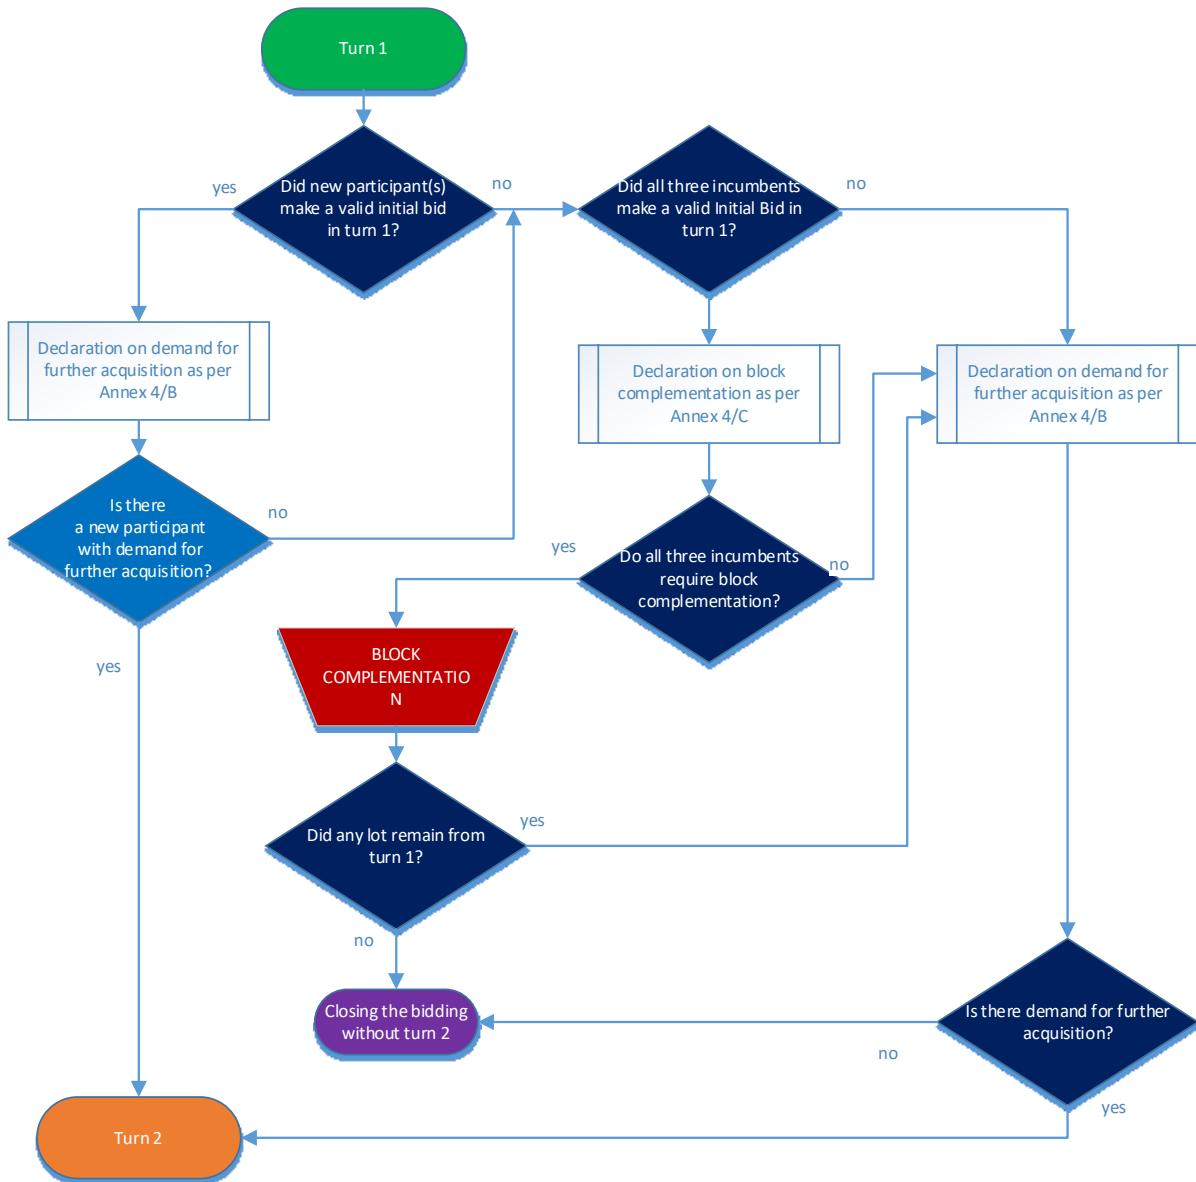 Turn 1
Did new participant(s)
make a valid initial bid
in turn 1?
yes
no
Did all three incumbents
make a valid Initial Bid in
turn 1?
no
Declaration on demand for
further acquisition as per
Annex 4/B
Declaration on block
complementation as per
Annex 4/C
Declaration on demand for
further acquisition as per
Annex 4/B
Is there
a new participant
with demand for
further acquisition?
no
yes
Do all three incumbents
require block
complementation?
yes
no
BLOCK
COMPLEMENTATIO
N
Did any lot remain from
turn 1?
yes
no
Closing the bidding
without turn 2
Is there demand for further
acquisition?
no
yes
Turn 2